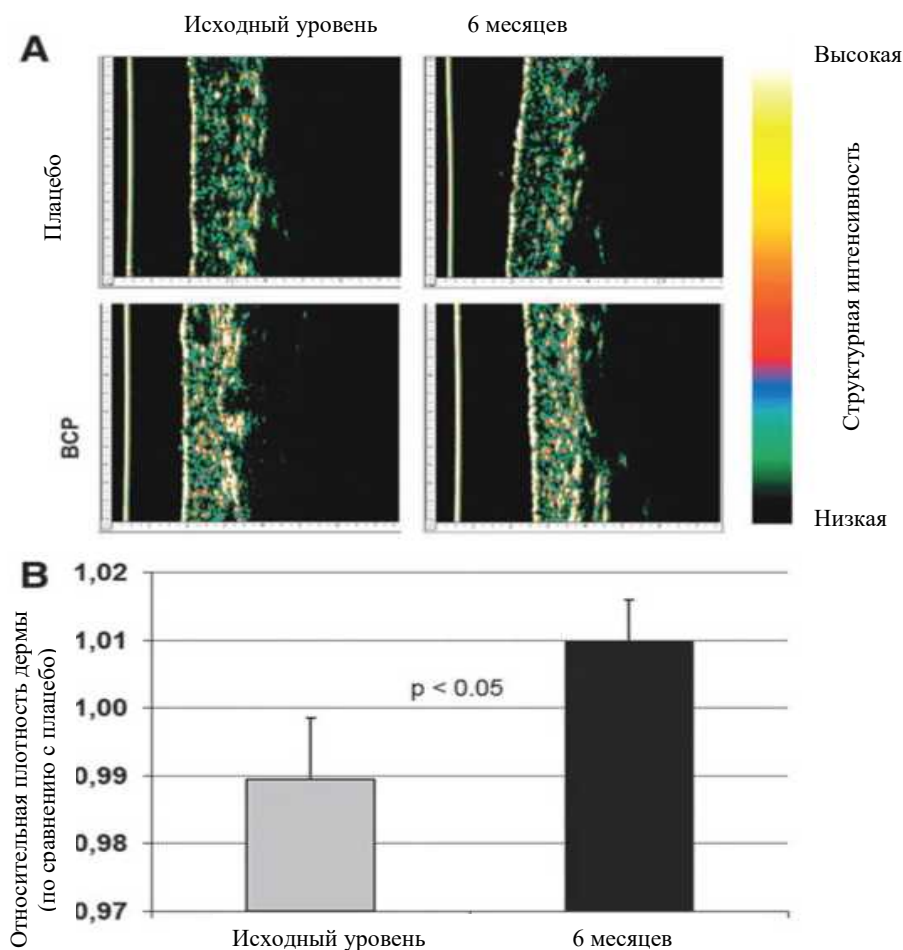 Исходный уровень 6 месяцев
A
Высокая
Плацебо
BCP
Структурная интенсивность
Низкая
B
Относительная плотность дермы
(по сравнению с плацебо)
1,02
1,01
1,00
0,99
0,98
0,97
p < 0.05
Исходный уровень 6 месяцев